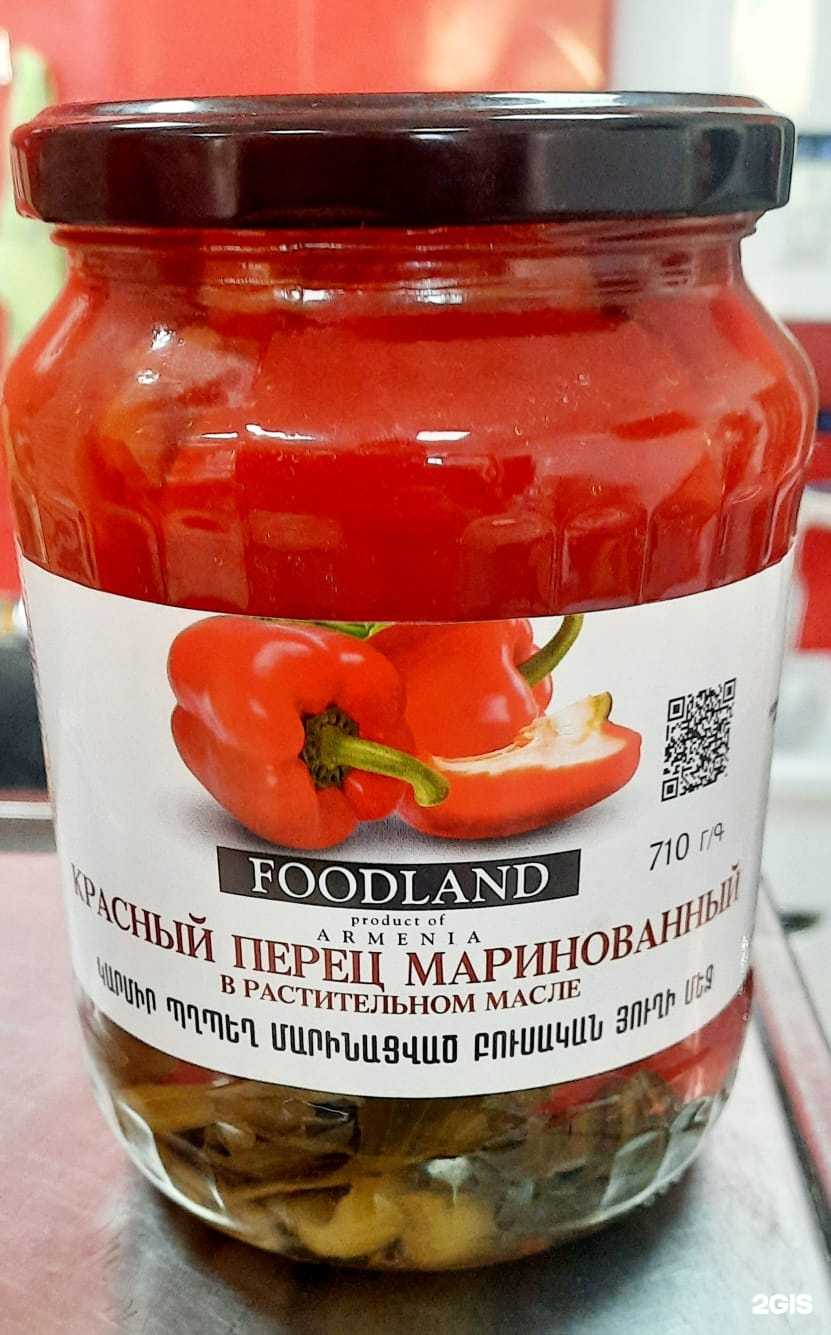 710 г/գ
FOODLAND
product of
ARMENIA
КРАСНЫЙ ПЕРЕЦ МАРИНОВАННЫЙ
В РАСТИТЕЛЬНОМ МАСЛЕ
ԿԱՐՄԻՐ ՊՂՊԵՂ ՄԱՐԻՆԱՑՎԱԾ ԲՈՒՍԱԿԱՆ ՅՈՒՂԻ ՄԵՋ
2GIS